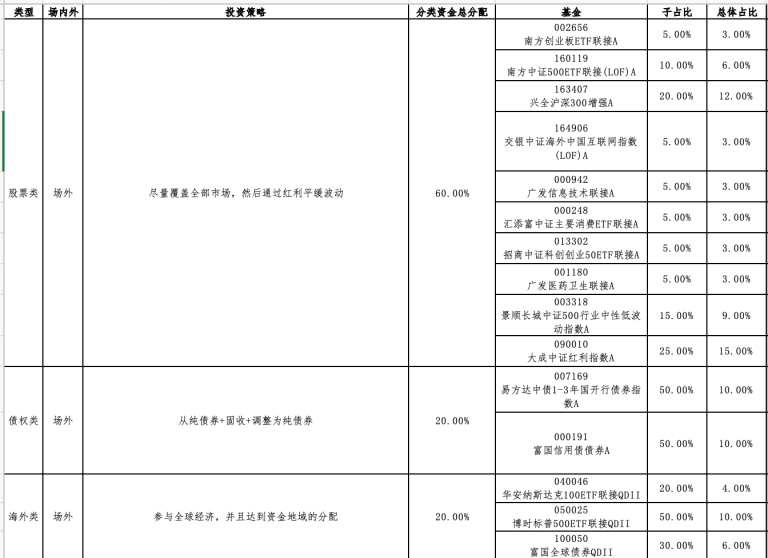 类型 场内外 投资策略 分类资金总分配 基金 子占比 总体占比
002656
南方创业板ETF联接A 5.00% 3.00%
160119
南方中证500ETF联接(LOF)A 10.00% 6.00%
163407
兴全沪深300增强A 20.00% 12.00%
164906
交银中证海外中国互联网指数
(LOF)A 5.00% 3.00%
股票类 场外 尽量覆盖全部市场，然后通过红利平缓波动 60.00%
000942
广发信息技术联接A 5.00% 3.00%
000248
汇添富中证主要消费ETF联接A 5.00% 3.00%
013302
招商中证科创创业50ETF联接A 5.00% 3.00%
001180
广发医药卫生联接A 5.00% 3.00%
003318
景顺长城中证500行业中性低波
动指数A 15.00% 9.00%
090010
大成中证红利指数A 25.00% 15.00%
007169
易方达中债1-3年国开行债券指
数A 50.00% 10.00%
债权类 场外 从纯债券+固收+调整为纯债券 20.00%
000191
富国信用债债券A 50.00% 10.00%
040046
华安纳斯达克100ETF联接QDII 20.00% 4.00%
海外类 场外 参与全球经济，并且达到资金地域的分配 20.00%
050025
博时标普500ETF联接QDII 50.00% 10.00%
100050
富国全球债券QDII 30.00% 6.00%